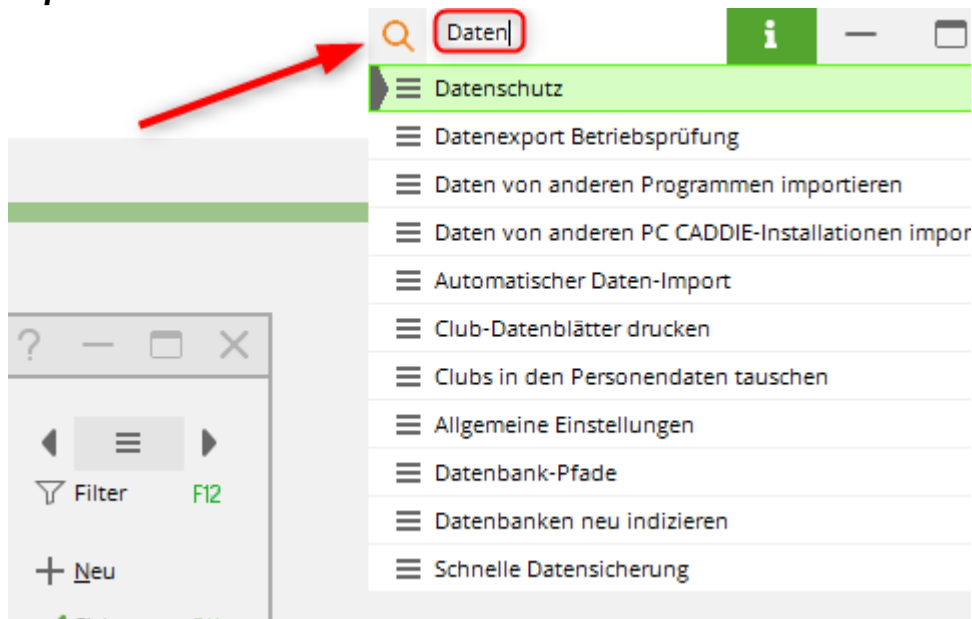 Daten
Datenschutz
Datenexport Betriebsprüfung
Daten von anderen Programmen importieren
Daten von anderen PC CADDIE-Installationen impor
Automatischer Daten-Import
Club-Datenblätter drucken
Clubs in den Personendaten tauschen
Allgemeine Einstellungen
Datenbank-Pfade
Datenbanken neu indizieren
Schnelle Datensicherung
?
Filter F12
Neu